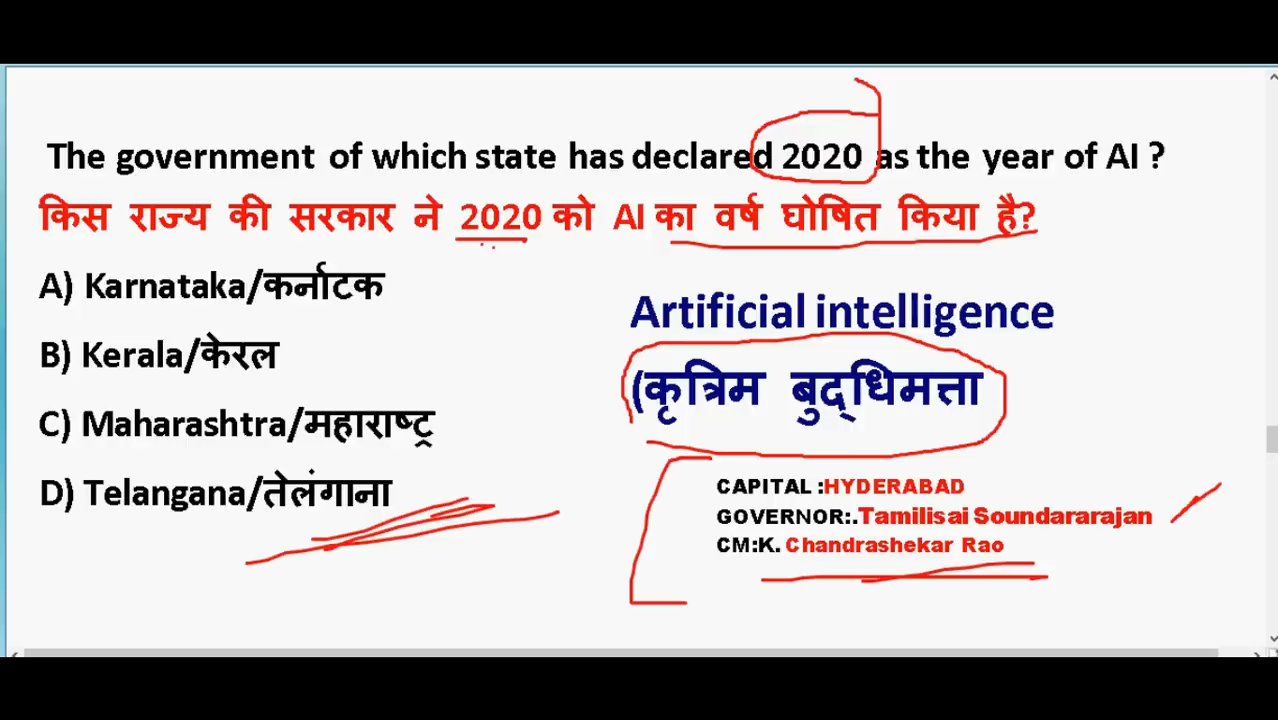 The government of which state has declared 2020 as the year of AI ?
किस राज्य की सरकार ने 2020 को AI का वर्ष घोषित किया है?
A) Karnataka/कर्नाटक
B) Kerala/केरल
C) Maharashtra/महाराष्ट्र
D) Telangana/तेलंगाना
Artificial intelligence
(कृत्रिम बुद्धिमत्ता
CAPITAL :HYDERABAD
GOVERNOR:.Tamilisai Soundararajan
CM:K. Chandrashekar Rao